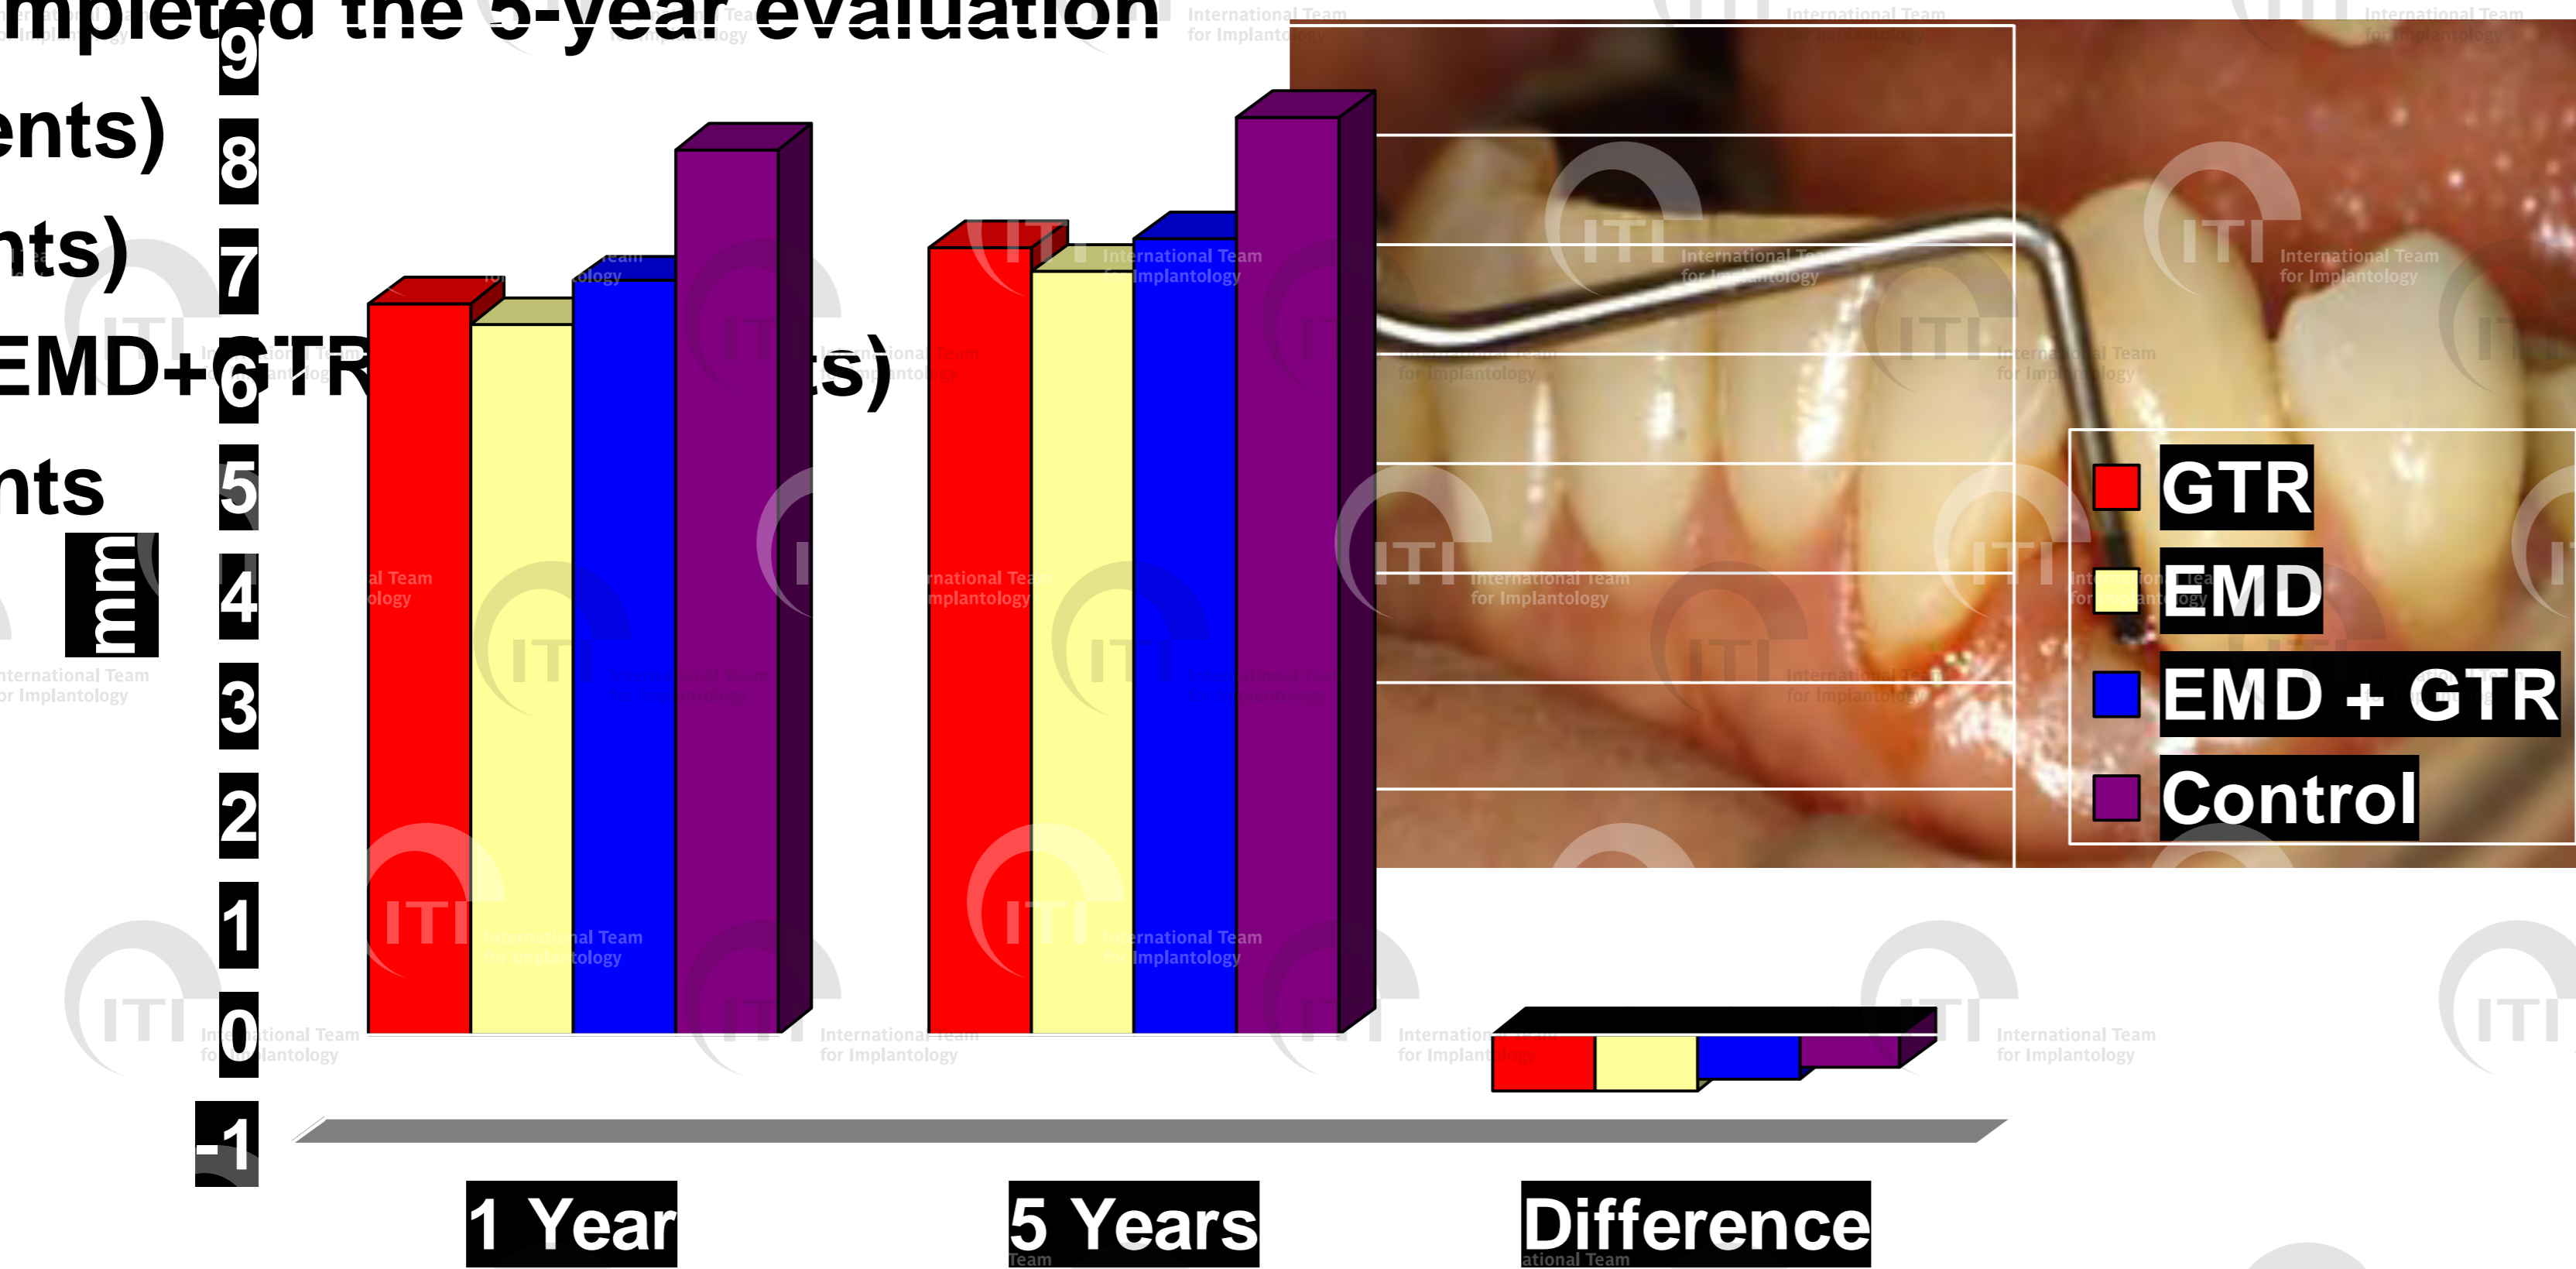 mpleted the 5-year evaluation
ents)
nts)
EMD+GTR ts)
nts
mm
9
8
7
6
5
4
3
2
1
0
-1
1 Year
5 Years
Difference
GTR
EMD
EMD + GTR
Control
ITI
International Team
for Implantology